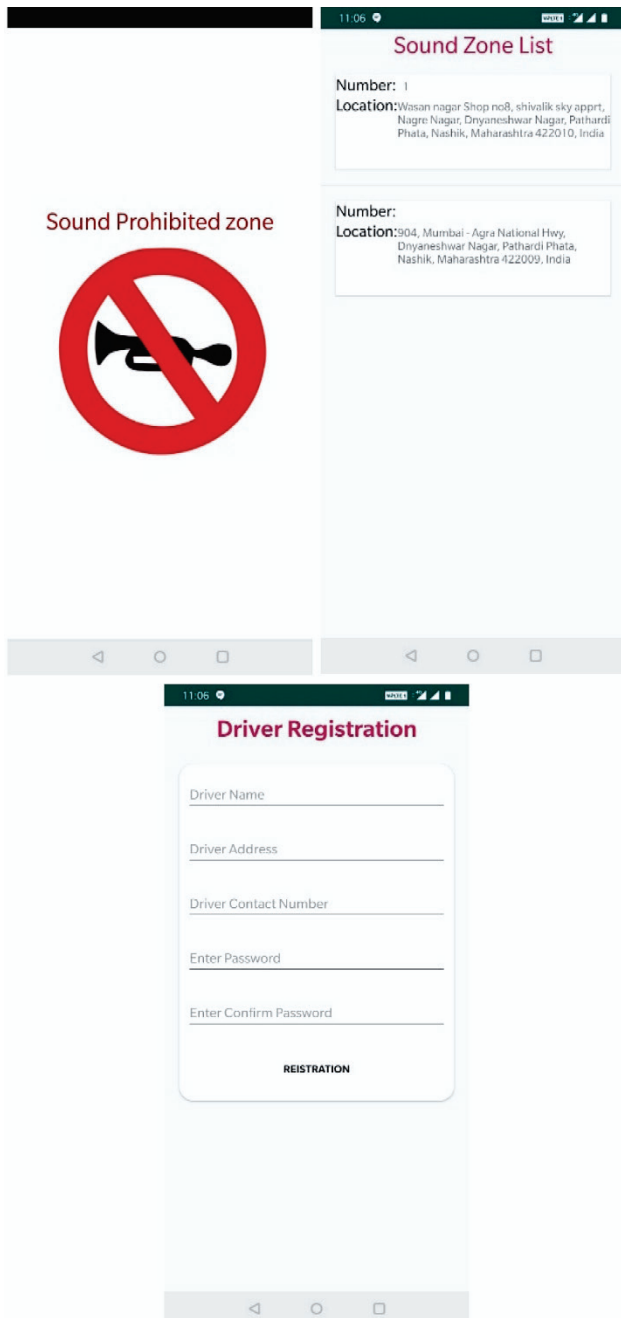 Sound Prohibited zone
11:06
Sound Zone List
Number: 1
Location:Wasan nagar Shop no8, shivalik sky apprt,
Nagre Nagar, Dnyaneshwar Nagar, Pathardi
Phata, Nashik, Maharashtra 422010, India
Number:
Location:904, Mumbai - Agra National Hwy,
Dnyaneshwar Nagar, Pathardi Phata,
Nashik, Maharashtra 422009, India
11:06
Driver Registration
Driver Name
Driver Address
Driver Contact Number
Enter Password
Enter Confirm Password
REISTRATION